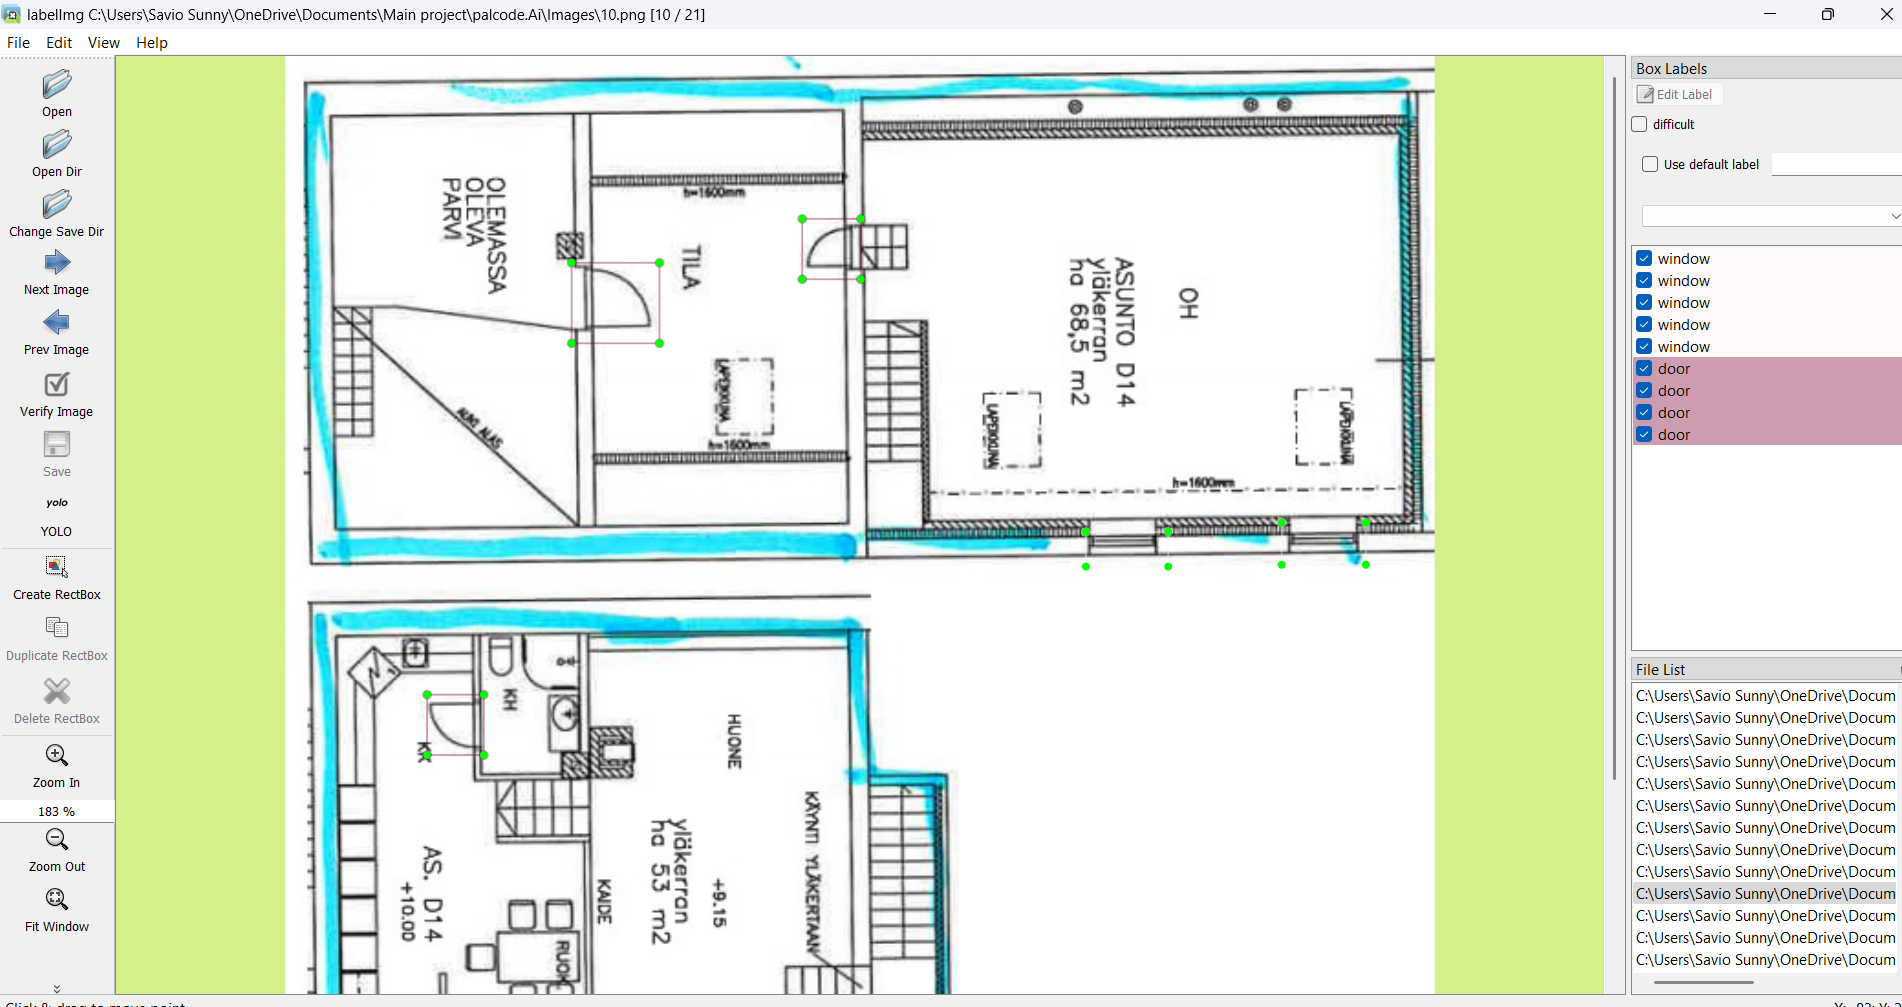 labelImg C:\Users\Savio Sunny\OneDrive\Documents\Main project\palcode.Ai\Images\10.png [10 / 21]
File Edit View Help
Open
Open Dir
Change Save Dir
Next Image
Prev Image
Verify Image
Save
yolo
YOLO
Create RectBox
Duplicate RectBox
Delete RectBox
Zoom In
183 %
Zoom Out
Fit Window
OLEMASSA
OLEVA
PARVI
h=1600mm
TILA
LAPEIKKUNA
h=1600mm
AUKI ALAS
ASUNTO D14
yläkerran
ha 68,5 m2
OH
LAPEIKKUNA
LAPEIKKUNA
h=1600mm
KH
KK
HUONE
AS. D14
+10.00
KAIDE
yläkerran
ha 53 m2
+9.15
KÄYNTI YLÄKERTAAN
Box Labels
Edit Label
difficult
Use default label
window
window
window
window
window
door
door
door
door
File List
C:\Users\Savio Sunny\OneDrive\Docum
C:\Users\Savio Sunny\OneDrive\Docum
C:\Users\Savio Sunny\OneDrive\Docum
C:\Users\Savio Sunny\OneDrive\Docum
C:\Users\Savio Sunny\OneDrive\Docum
C:\Users\Savio Sunny\OneDrive\Docum
C:\Users\Savio Sunny\OneDrive\Docum
C:\Users\Savio Sunny\OneDrive\Docum
C:\Users\Savio Sunny\OneDrive\Docum
C:\Users\Savio Sunny\OneDrive\Docum
C:\Users\Savio Sunny\OneDrive\Docum
C:\Users\Savio Sunny\OneDrive\Docum
C:\Users\Savio Sunny\OneDrive\Docum